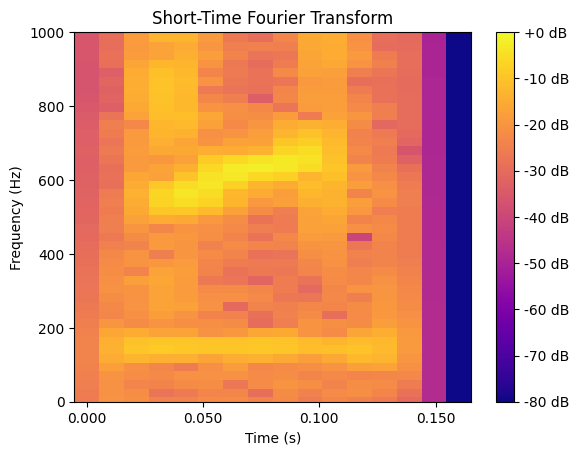 Short-Time Fourier Transform
Frequency (Hz)
1000
800
600
400
200
0
0.000
0.050
0.100
0.150
Time (s)
+0 dB
-10 dB
-20 dB
-30 dB
-40 dB
-50 dB
-60 dB
-70 dB
-80 dB